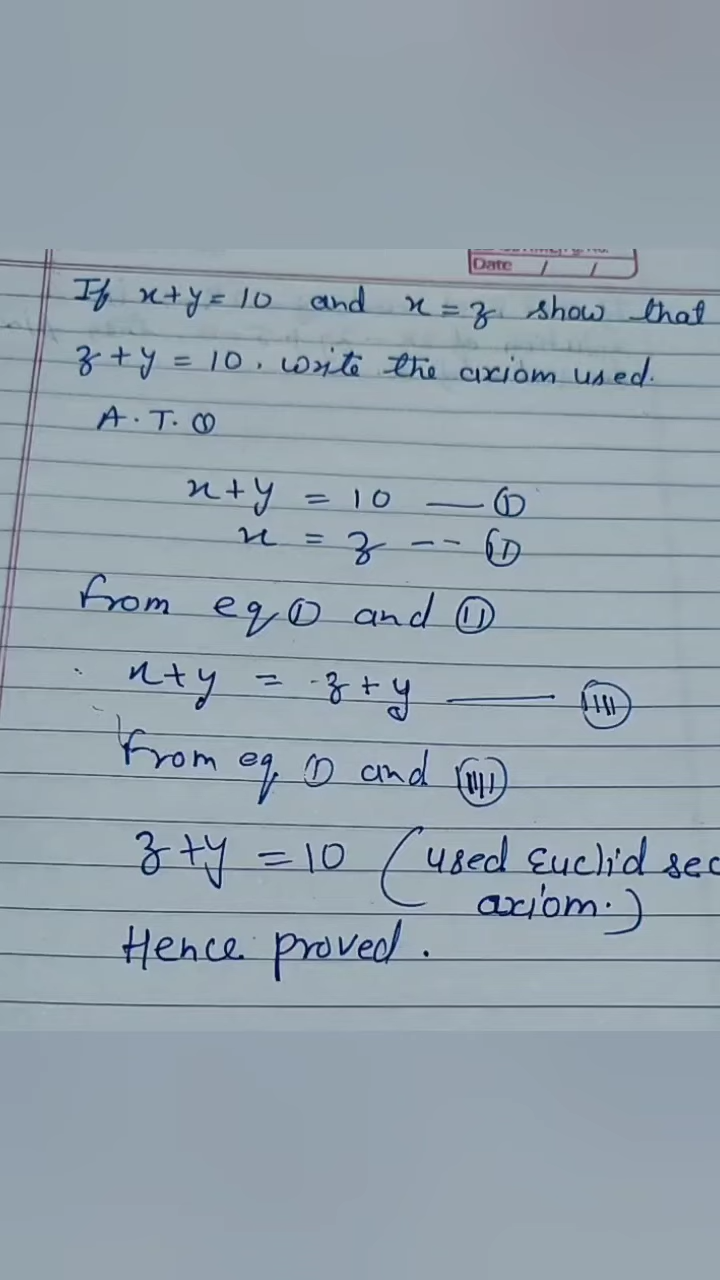 Date / /
If x+y=10 and x=z show that
z+y=10. write the axiom used.
A.T.Q
x+y = 10 — (I)
x = z -- (II)
from eq (I) and (II)
x+y = z+y — (III)
from eq (I) and (III)
z+y = 10 (used Euclid sec
axiom.)
Hence proved.